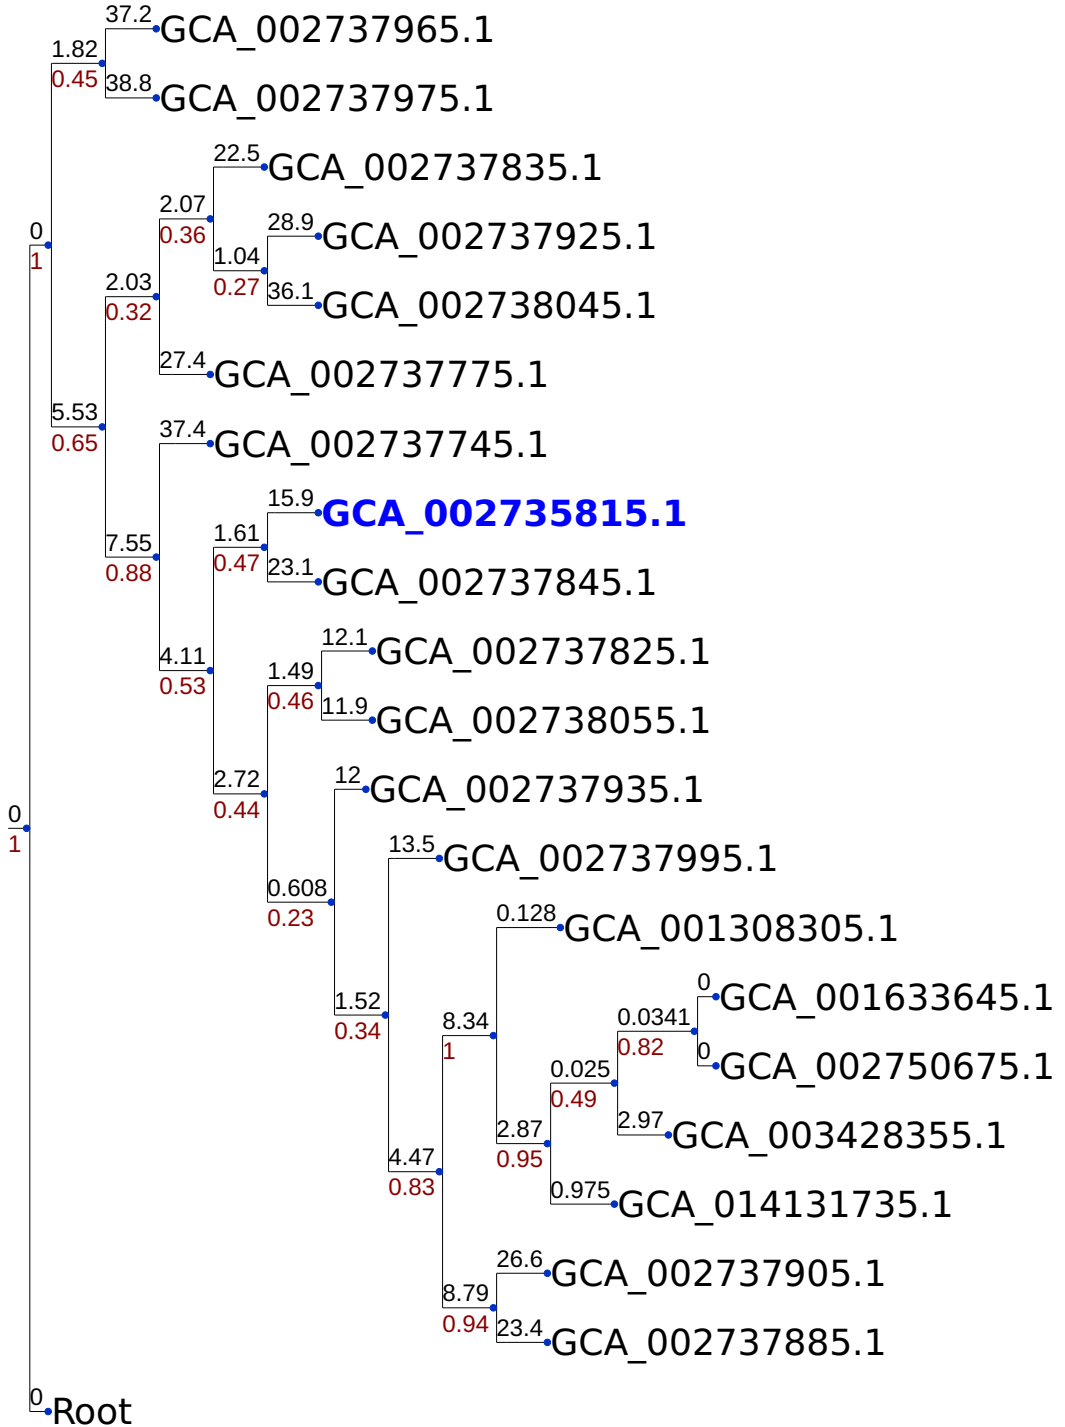 37.2
GCA_002737965.1
1.82
0.45
38.8
GCA_002737975.1
22.5
GCA_002737835.1
2.07
0.36
28.9
GCA_002737925.1
0
1
1.04
0.27
2.03
0.32
36.1
GCA_002738045.1
27.4
GCA_002737775.1
5.53
0.65
37.4
GCA_002737745.1
15.9
GCA_002735815.1
1.61
0.47
7.55
0.88
23.1
GCA_002737845.1
12.1
GCA_002737825.1
4.11
0.53
1.49
0.46
11.9
GCA_002738055.1
2.72
0.44
12
GCA_002737935.1
0
1
13.5
GCA_002737995.1
0.608
0.23
0.128
GCA_001308305.1
0
GCA_001633645.1
1.52
0.34
8.34
1
0.0341
0.82
0
GCA_002750675.1
0.025
0.49
2.97
GCA_003428355.1
2.87
0.95
4.47
0.83
0.975
GCA_014131735.1
26.6
GCA_002737905.1
8.79
0.94
23.4
GCA_002737885.1
0
Root